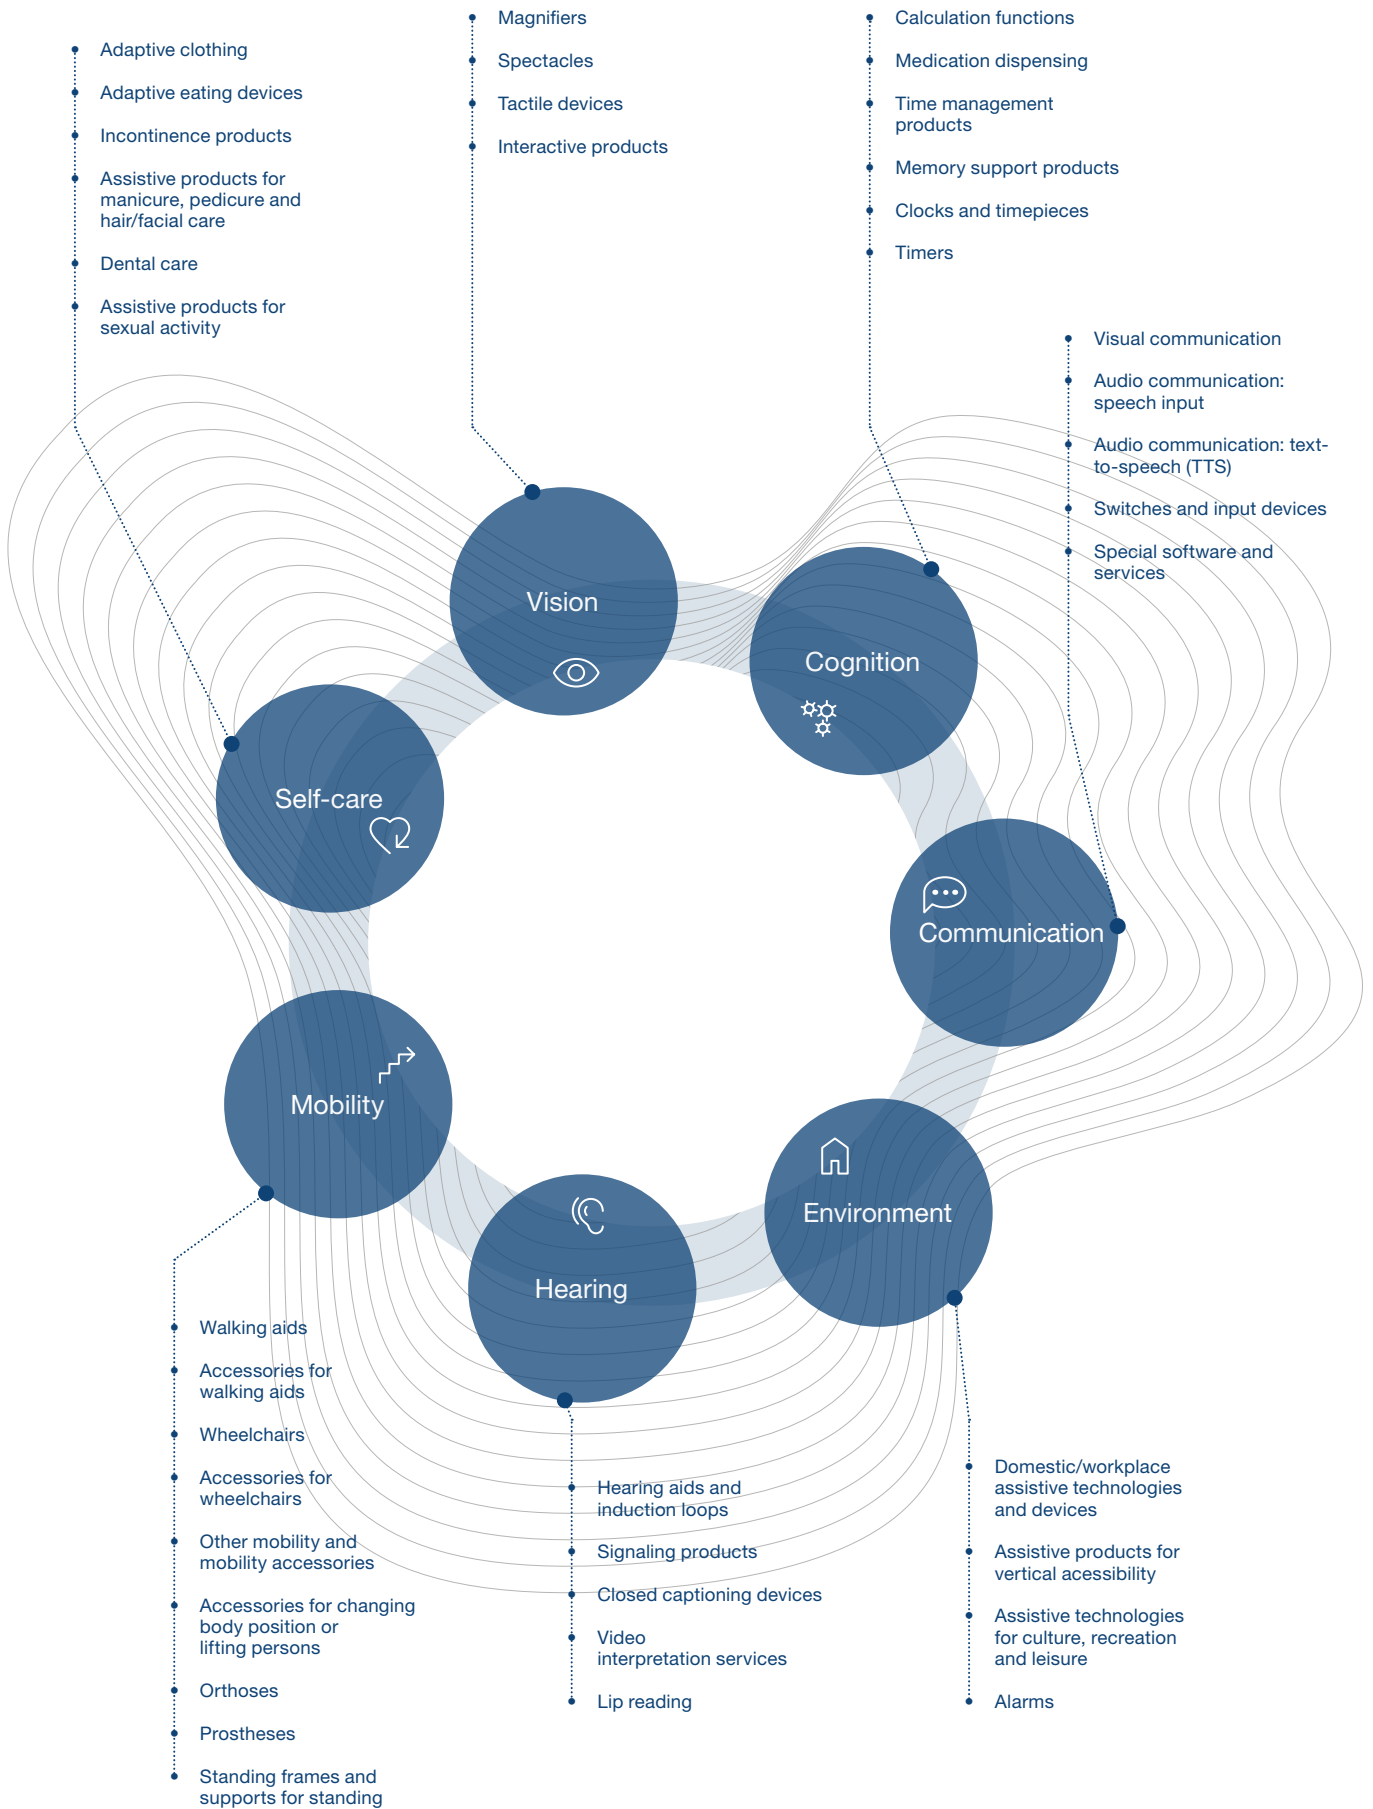 Adaptive clothing
Adaptive eating devices
Incontinence products
Assistive products for
manicure, pedicure and
hair/facial care
Dental care
Assistive products for
sexual activity
Magnifiers
Spectacles
Tactile devices
Interactive products
Calculation functions
Medication dispensing
Time management
products
Memory support products
Clocks and timepieces
Timers
Visual communication
Audio communication:
speech input
Audio communication: text-
to-speech (TTS)
Switches and input devices
Special software and
services
Vision
Cognition
Self-care
Communication
Mobility
Environment
Hearing
Walking aids
Accessories for
walking aids
Wheelchairs
Accessories for
wheelchairs
Other mobility and
mobility accessories
Accessories for changing
body position or
lifting persons
Orthoses
Prostheses
Standing frames and
supports for standing
Hearing aids and
induction loops
Signaling products
Closed captioning devices
Video
interpretation services
Lip reading
Domestic/workplace
assistive technologies
and devices
Assistive products for
vertical acessibility
Assistive technologies
for culture, recreation
and leisure
Alarms